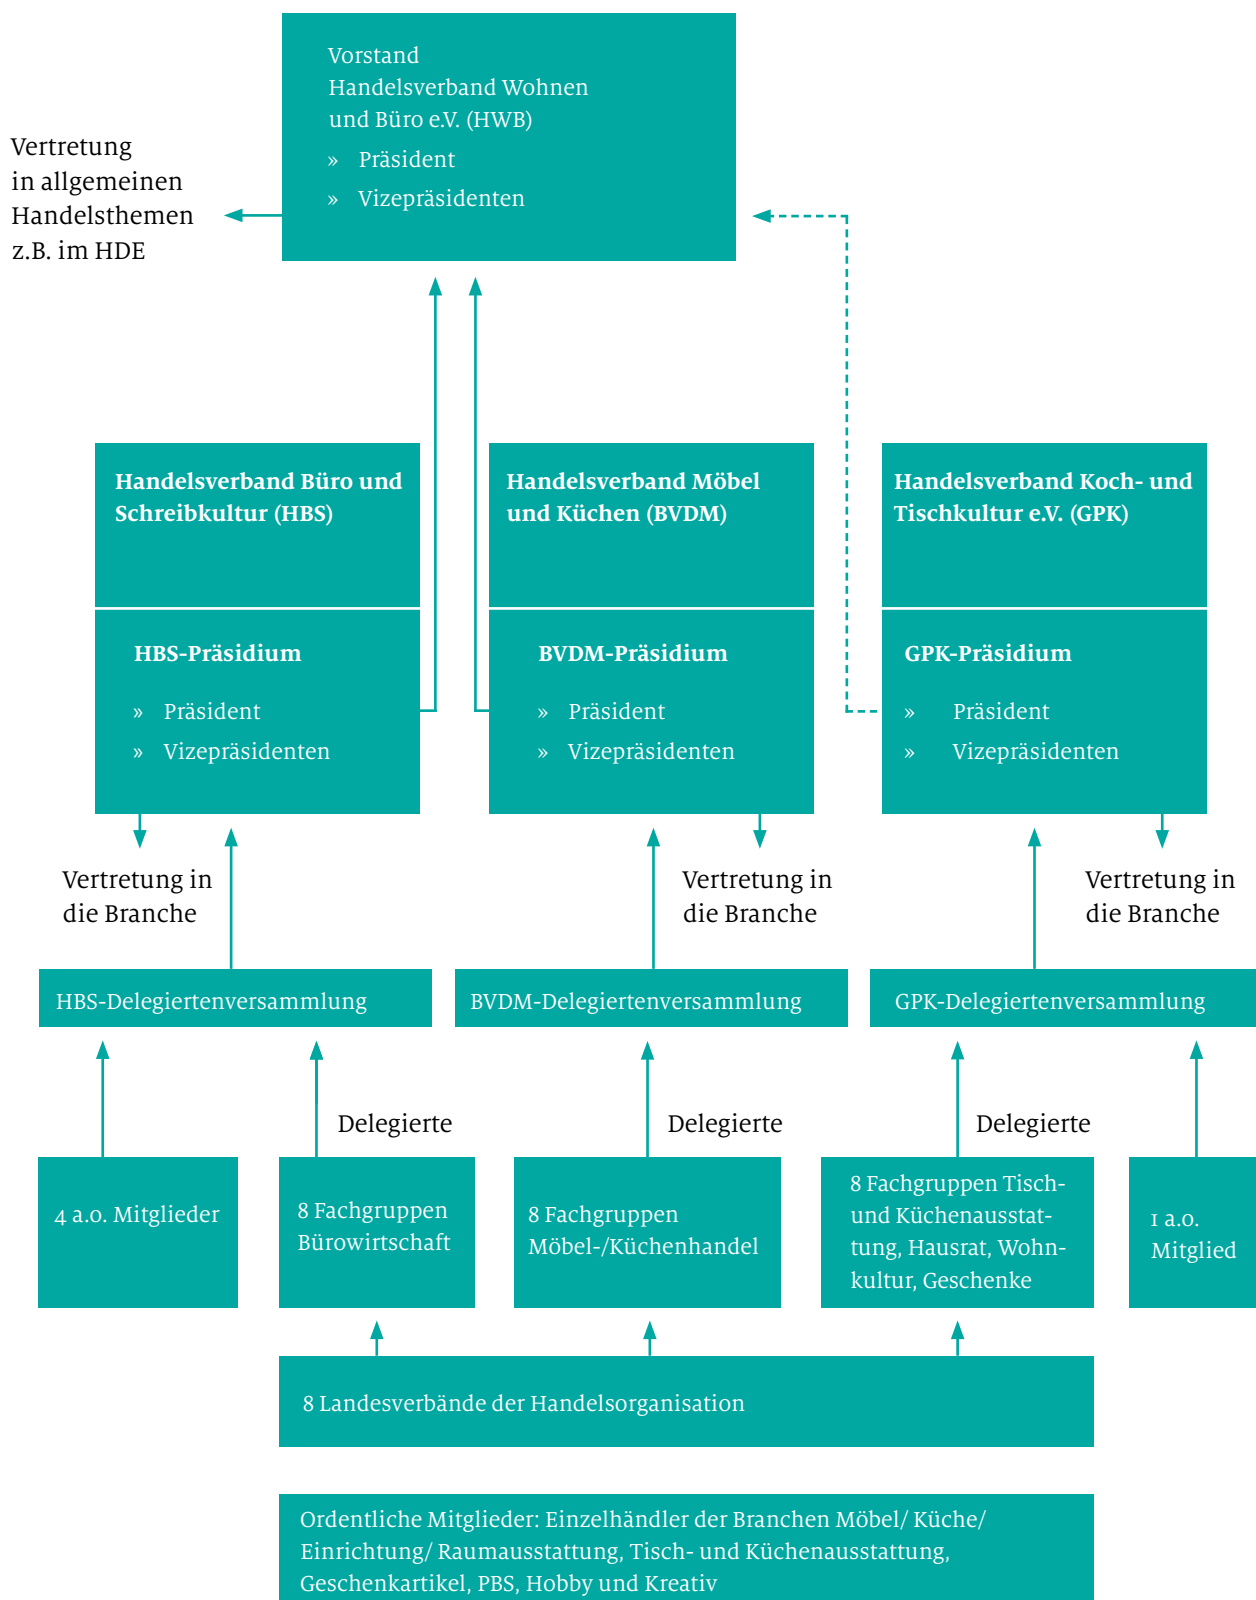 Vorstand
Handelsverband Wohnen
und Büro e.V. (HWB)
» Präsident
» Vizepräsidenten
Vertretung
in allgemeinen
Handelsthemen
z.B. im HDE
Handelsverband Büro und
Schreibkultur (HBS)
HBS-Präsidium
» Präsident
» Vizepräsidenten
Handelsverband Möbel
und Küchen (BVDM)
BVDM-Präsidium
» Präsident
» Vizepräsidenten
Handelsverband Koch- und
Tischkultur e.V. (GPK)
GPK-Präsidium
» Präsident
» Vizepräsidenten
Vertretung in
die Branche
Vertretung in
die Branche
Vertretung in
die Branche
HBS-Delegiertenversammlung
BVDM-Delegiertenversammlung
GPK-Delegiertenversammlung
Delegierte
Delegierte
Delegierte
4 a.o. Mitglieder
8 Fachgruppen
Bürowirtschaft
8 Fachgruppen
Möbel-/Küchenhandel
8 Fachgruppen Tisch-
und Küchenausstat-
tung, Hausrat, Wohn-
kultur, Geschenke
1 a.o.
Mitglied
8 Landesverbände der Handelsorganisation
Ordentliche Mitglieder: Einzelhändler der Branchen Möbel/ Küche/
Einrichtung/ Raumausstattung, Tisch- und Küchenausstattung,
Geschenkartikel, PBS, Hobby und Kreativ